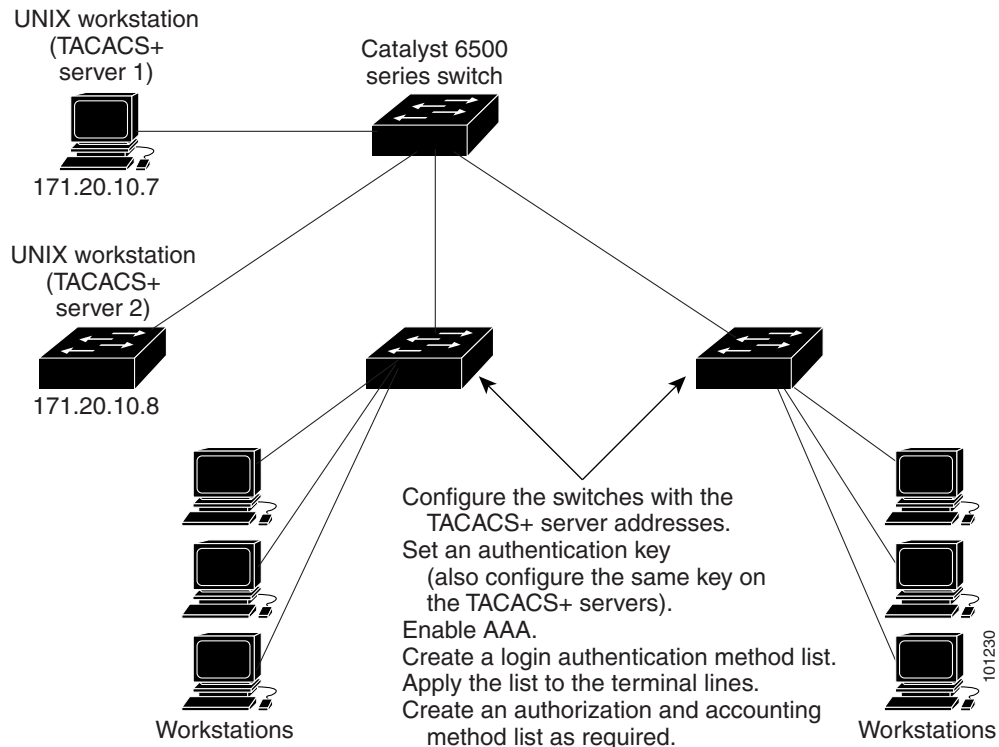 UNIX workstation
(TACACS+
server 1)
Catalyst 6500
series switch
171.20.10.7
UNIX workstation
(TACACS+
server 2)
171.20.10.8
Configure the switches with the
TACACS+ server addresses.
Set an authentication key
(also configure the same key on
the TACACS+ servers).
Enable AAA.
Create a login authentication method list.
Apply the list to the terminal lines.
Create an authorization and accounting
method list as required.
Workstations
Workstations
101230